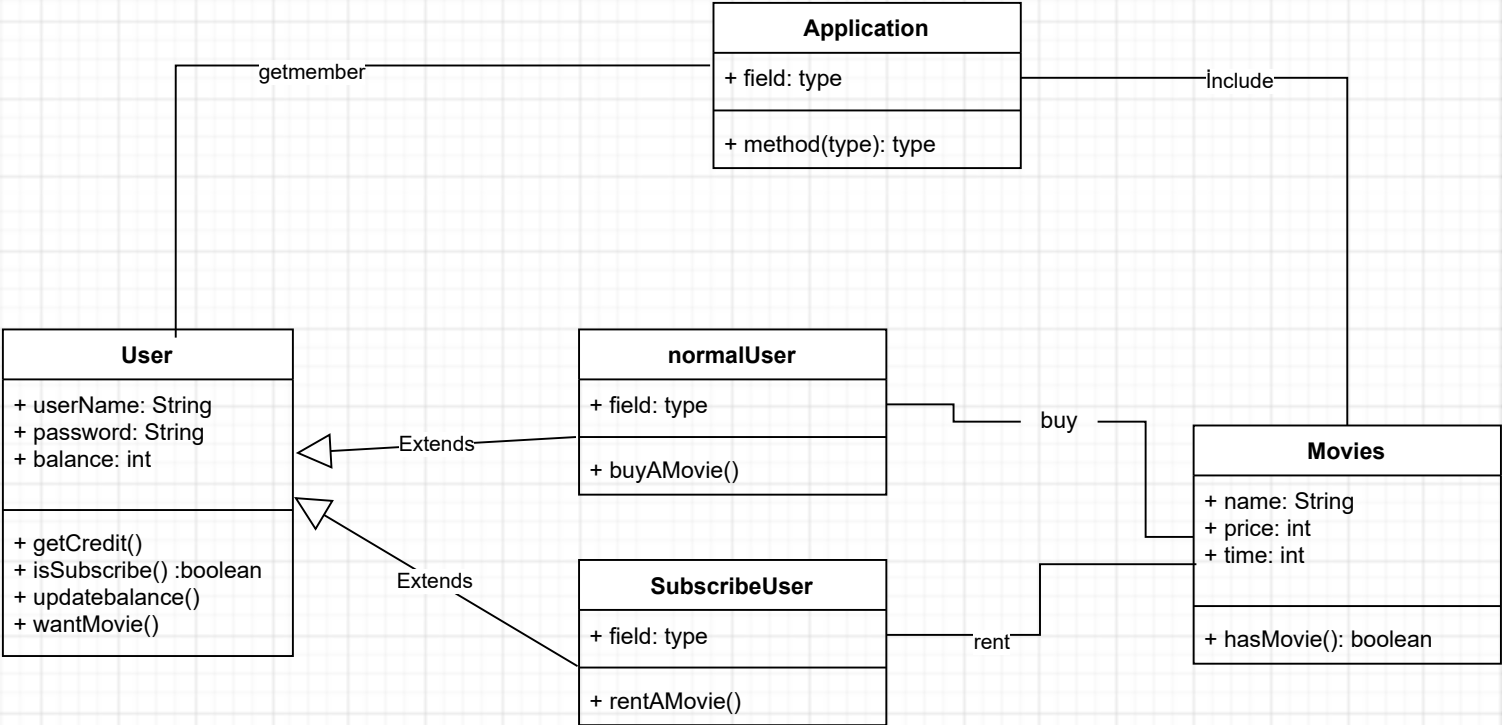 Application
+ field: type
+ method(type): type
getmember
İnclude
User
+ userName: String
+ password: String
+ balance: int
+ getCredit()
+ isSubscribe() :boolean
+ updatebalance()
+ wantMovie()
Extends
Extends
normalUser
+ field: type
+ buyAMovie()
SubscribeUser
+ field: type
+ rentAMovie()
buy
rent
Movies
+ name: String
+ price: int
+ time: int
+ hasMovie(): boolean